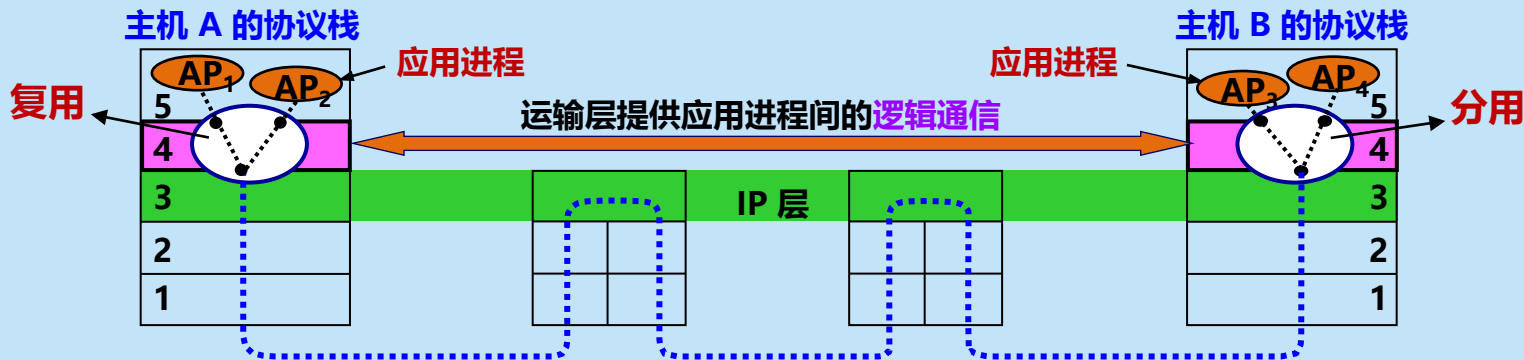 主机 A 的协议栈
主机 B 的协议栈
AP1
AP2
应用进程
应用进程
AP3
AP4
复用
5
运输层提供应用进程间的逻辑通信
5
分用
4
4
3
IP 层
3
2
2
1
1